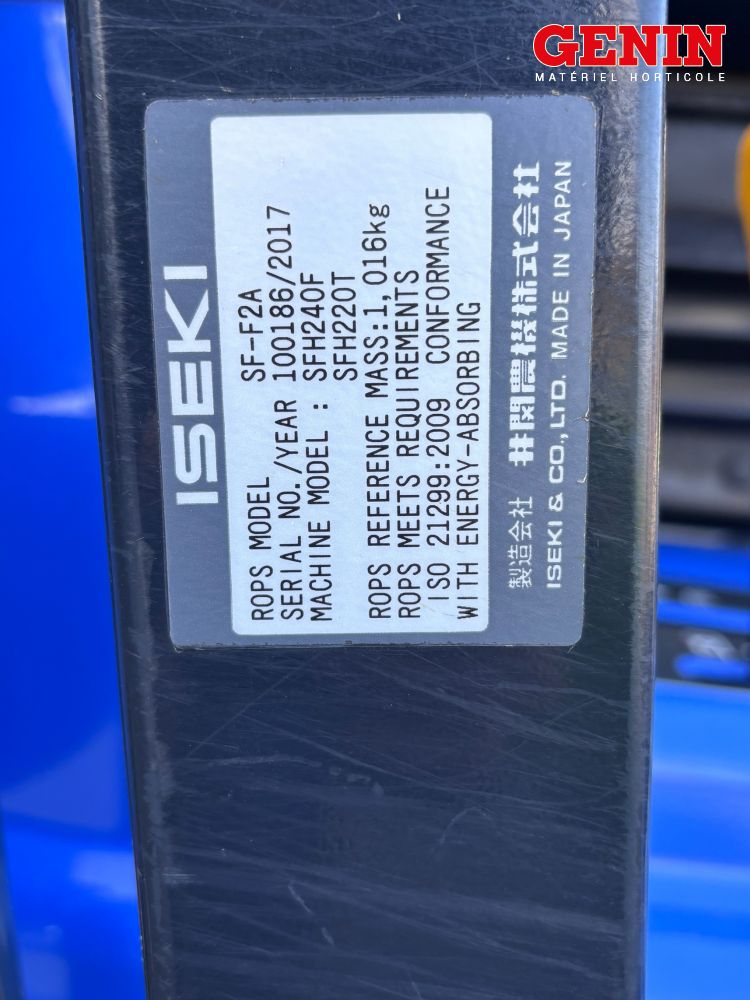 GENIN
MATÉRIEL HORTICOLE
ISEKI
ROPS MODEL SF-F2A
SERIAL NO./YEAR 100186/2017
MACHINE MODEL : SFH240F
SFH220T
ROPS REFERENCE MASS:1,016kg
ROPS MEETS REQUIREMENTS
ISO 21299:2009 CONFORMANCE
WITH ENERGY-ABSORBING
製造会社 井関農機株式会社
ISEKI & CO.,LTD. MADE IN JAPAN